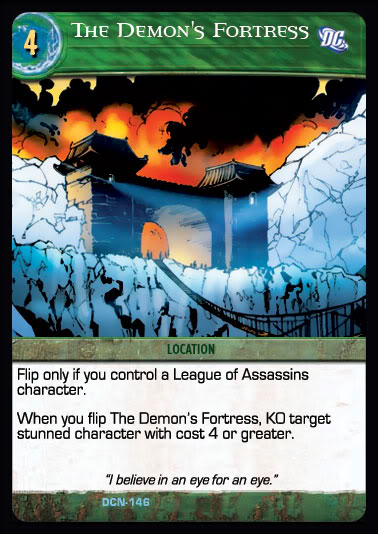 4
THE DEMON'S FORTRESS
DC
LOCATION
Flip only if you control a League of Assassins
character.
When you flip The Demon's Fortress, KO target
stunned character with cost 4 or greater.
"I believe in an eye for an eye."
DCN-146